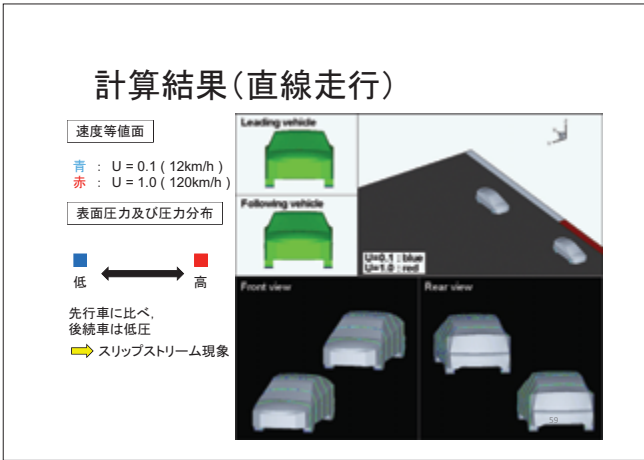 計算結果（直線走行）
速度等値面
青 : U = 0.1 ( 12km/h )
赤 : U = 1.0 ( 120km/h )
表面圧力及び圧力分布
低 高
先行車に比べ,
後続車は低圧
スリップストリーム現象
Leading vehicle
Following vehicle
U=0.1 : blue
U=1.0 : red
Front view
Rear view
59